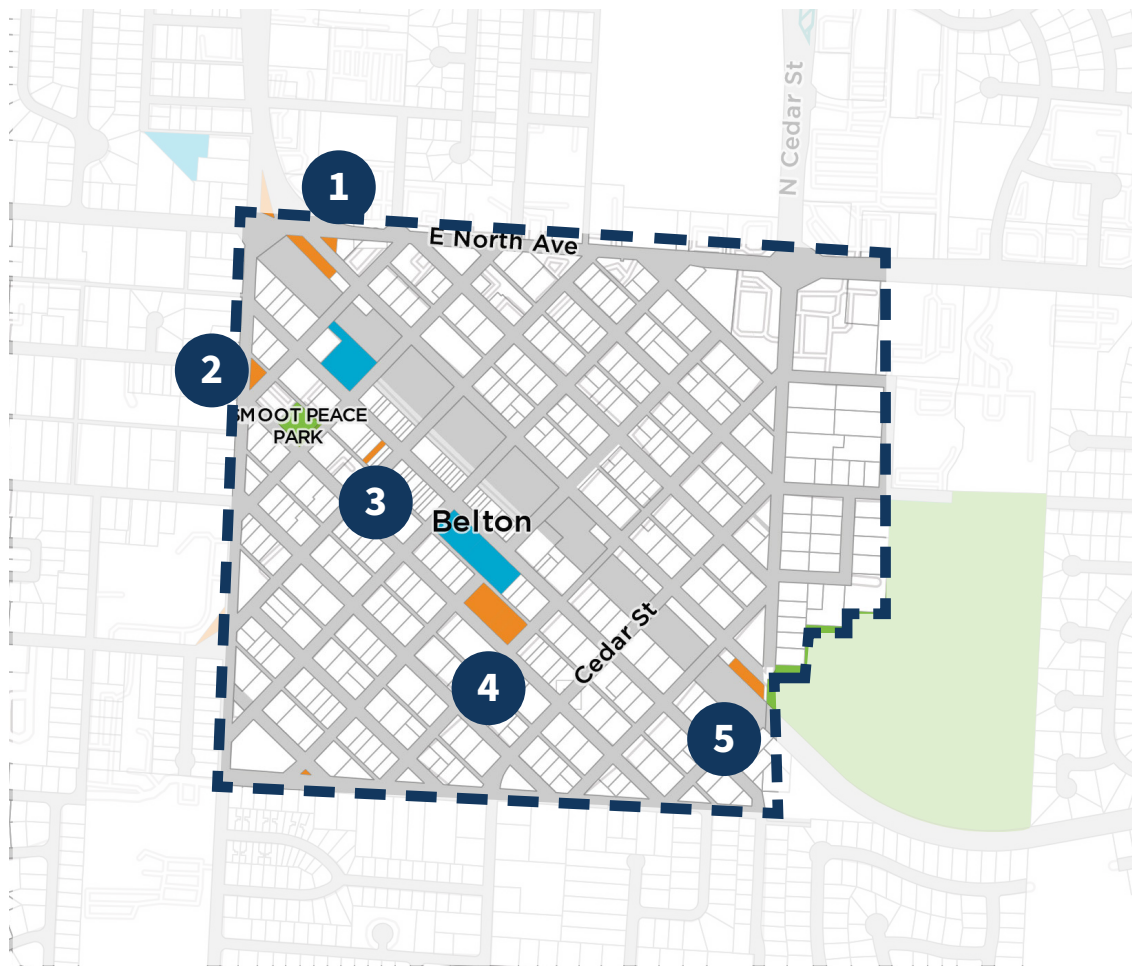 N Cedar St
1
E North Ave
2
SMOOT PEACE
PARK
3
Belton
Cedar St
4
5